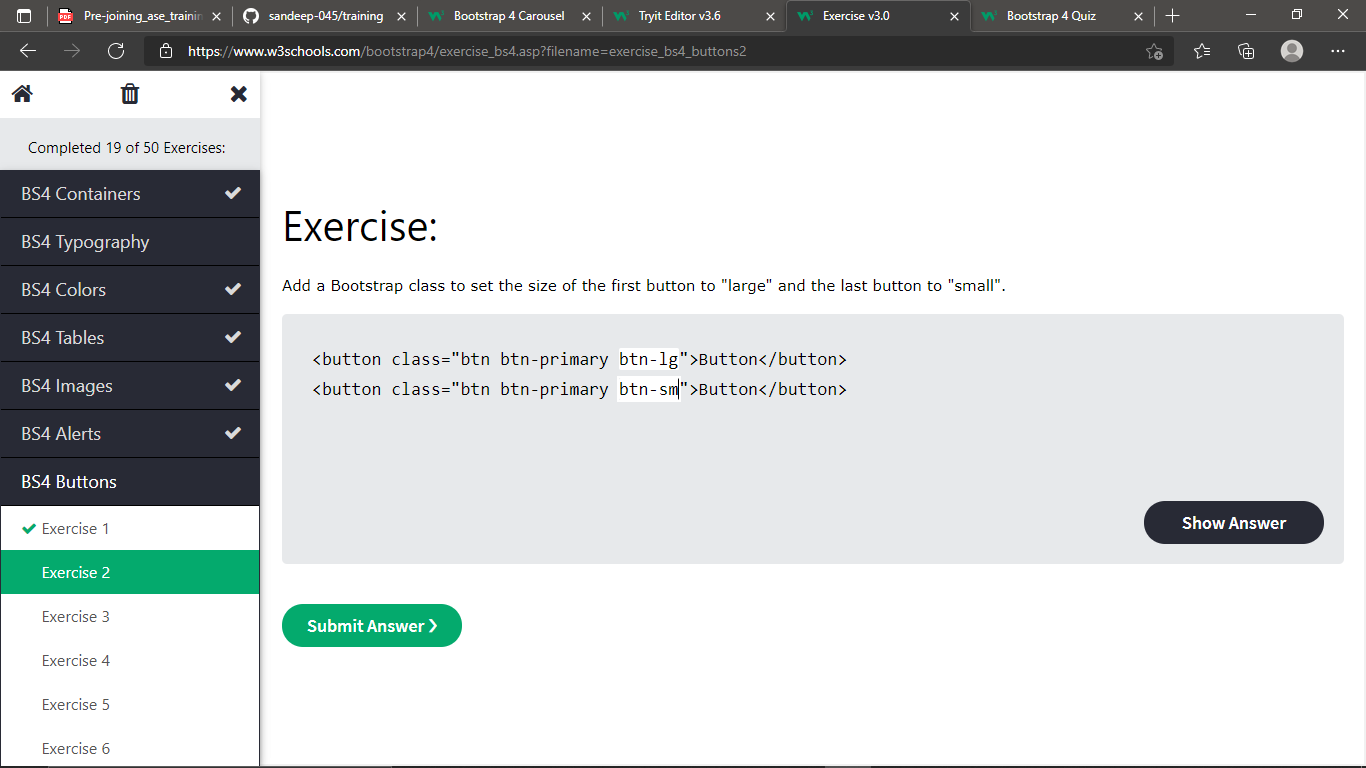 Pre-joining_ase_trainin
sandeep-045/training
Bootstrap 4 Carousel
Tryit Editor v3.6
Exercise v3.0
Bootstrap 4 Quiz
https://www.w3schools.com/bootstrap4/exercise_bs4.asp?filename=exercise_bs4_buttons2
Completed 19 of 50 Exercises:
BS4 Containers
BS4 Typography
BS4 Colors
BS4 Tables
BS4 Images
BS4 Alerts
BS4 Buttons
Exercise 1
Exercise 2
Exercise 3
Exercise 4
Exercise 5
Exercise 6
Exercise:
Add a Bootstrap class to set the size of the first button to "large" and the last button to "small".
<button class="btn btn-primary btn-lg">Button</button>
<button class="btn btn-primary btn-sm">Button</button>
Show Answer
Submit Answer ❯